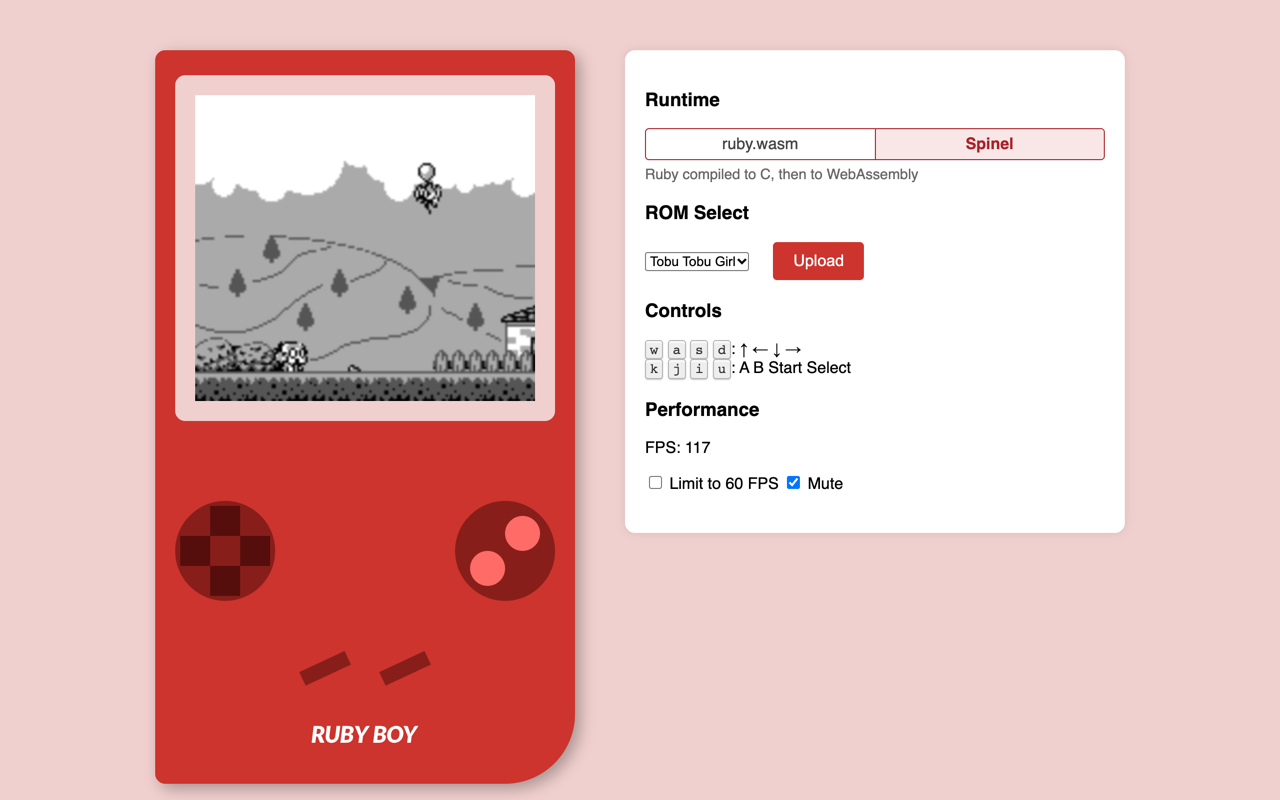 Runtime
ruby.wasm
Spinel
Ruby compiled to C, then to WebAssembly
ROM Select
Tobu Tobu Girl
Upload
Controls
w a s d : ↑ ← ↓ →
k j i u : A B Start Select
Performance
FPS: 117
Limit to 60 FPS
Mute
RUBY BOY